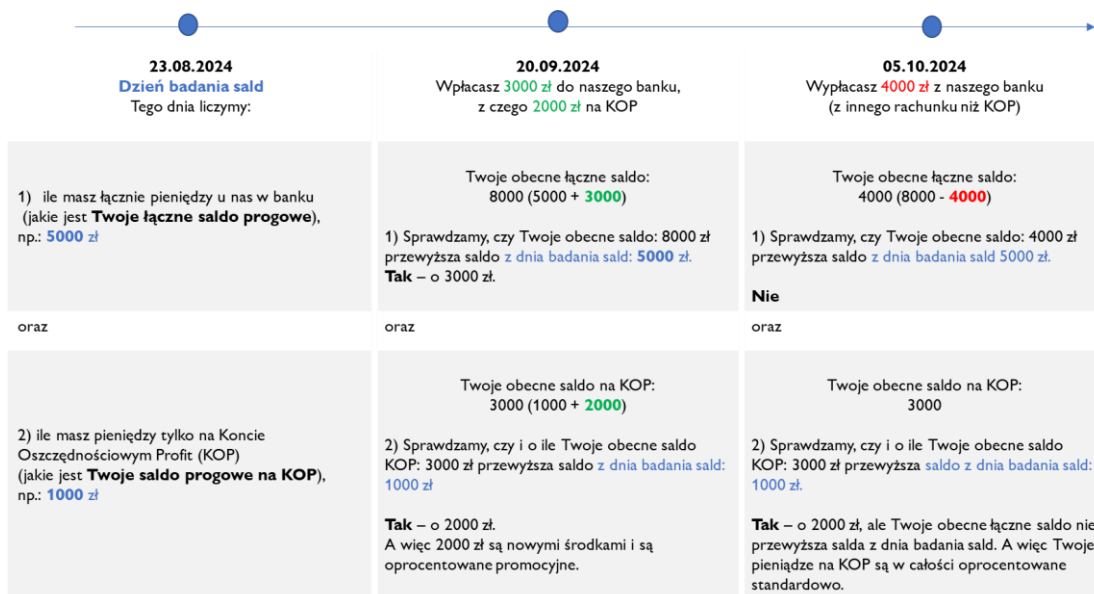 23.08.2024
Dzień badania sald
Tego dnia liczymy:
20.09.2024
Wpłacasz 3000 zł do naszego banku,
z czego 2000 zł na KOP
05.10.2024
Wypłacasz 4000 zł z naszego banku
(z innego rachunku niż KOP)
1) ile masz łącznie pieniędzy u nas w banku
(jakie jest Twoje łączne saldo progowe),
np.: 5000 zł
Twoje obecne łączne saldo:
8000 (5000 + 3000)
1) Sprawdzamy, czy Twoje obecne saldo: 8000 zł
przewyższa saldo z dnia badania sald: 5000 zł.
Tak – o 3000 zł.
Twoje obecne łączne saldo:
4000 (8000 - 4000)
1) Sprawdzamy, czy Twoje obecne saldo: 4000 zł
przewyższa saldo z dnia badania sald 5000 zł.
Nie
oraz
oraz
oraz
2) ile masz pieniędzy tylko na Koncie
Oszczędnościowym Profit (KOP)
(jakie jest Twoje saldo progowe na KOP),
np.: 1000 zł
Twoje obecne saldo na KOP:
3000 (1000 + 2000)
2) Sprawdzamy, czy i o ile Twoje obecne saldo
KOP: 3000 zł przewyższa saldo z dnia badania sald:
1000 zł
Tak – o 2000 zł.
A więc 2000 zł są nowymi środkami i są
oprocentowane promocyjne.
Twoje obecne saldo na KOP:
3000
2) Sprawdzamy, czy i o ile Twoje obecne saldo
KOP: 3000 zł przewyższa saldo z dnia badania sald:
1000 zł.
Tak – o 2000 zł, ale Twoje obecne łączne saldo nie
przewyższa salda z dnia badania sald. A więc Twoje
pieniądze na KOP są w całości oprocentowane
standardowo.